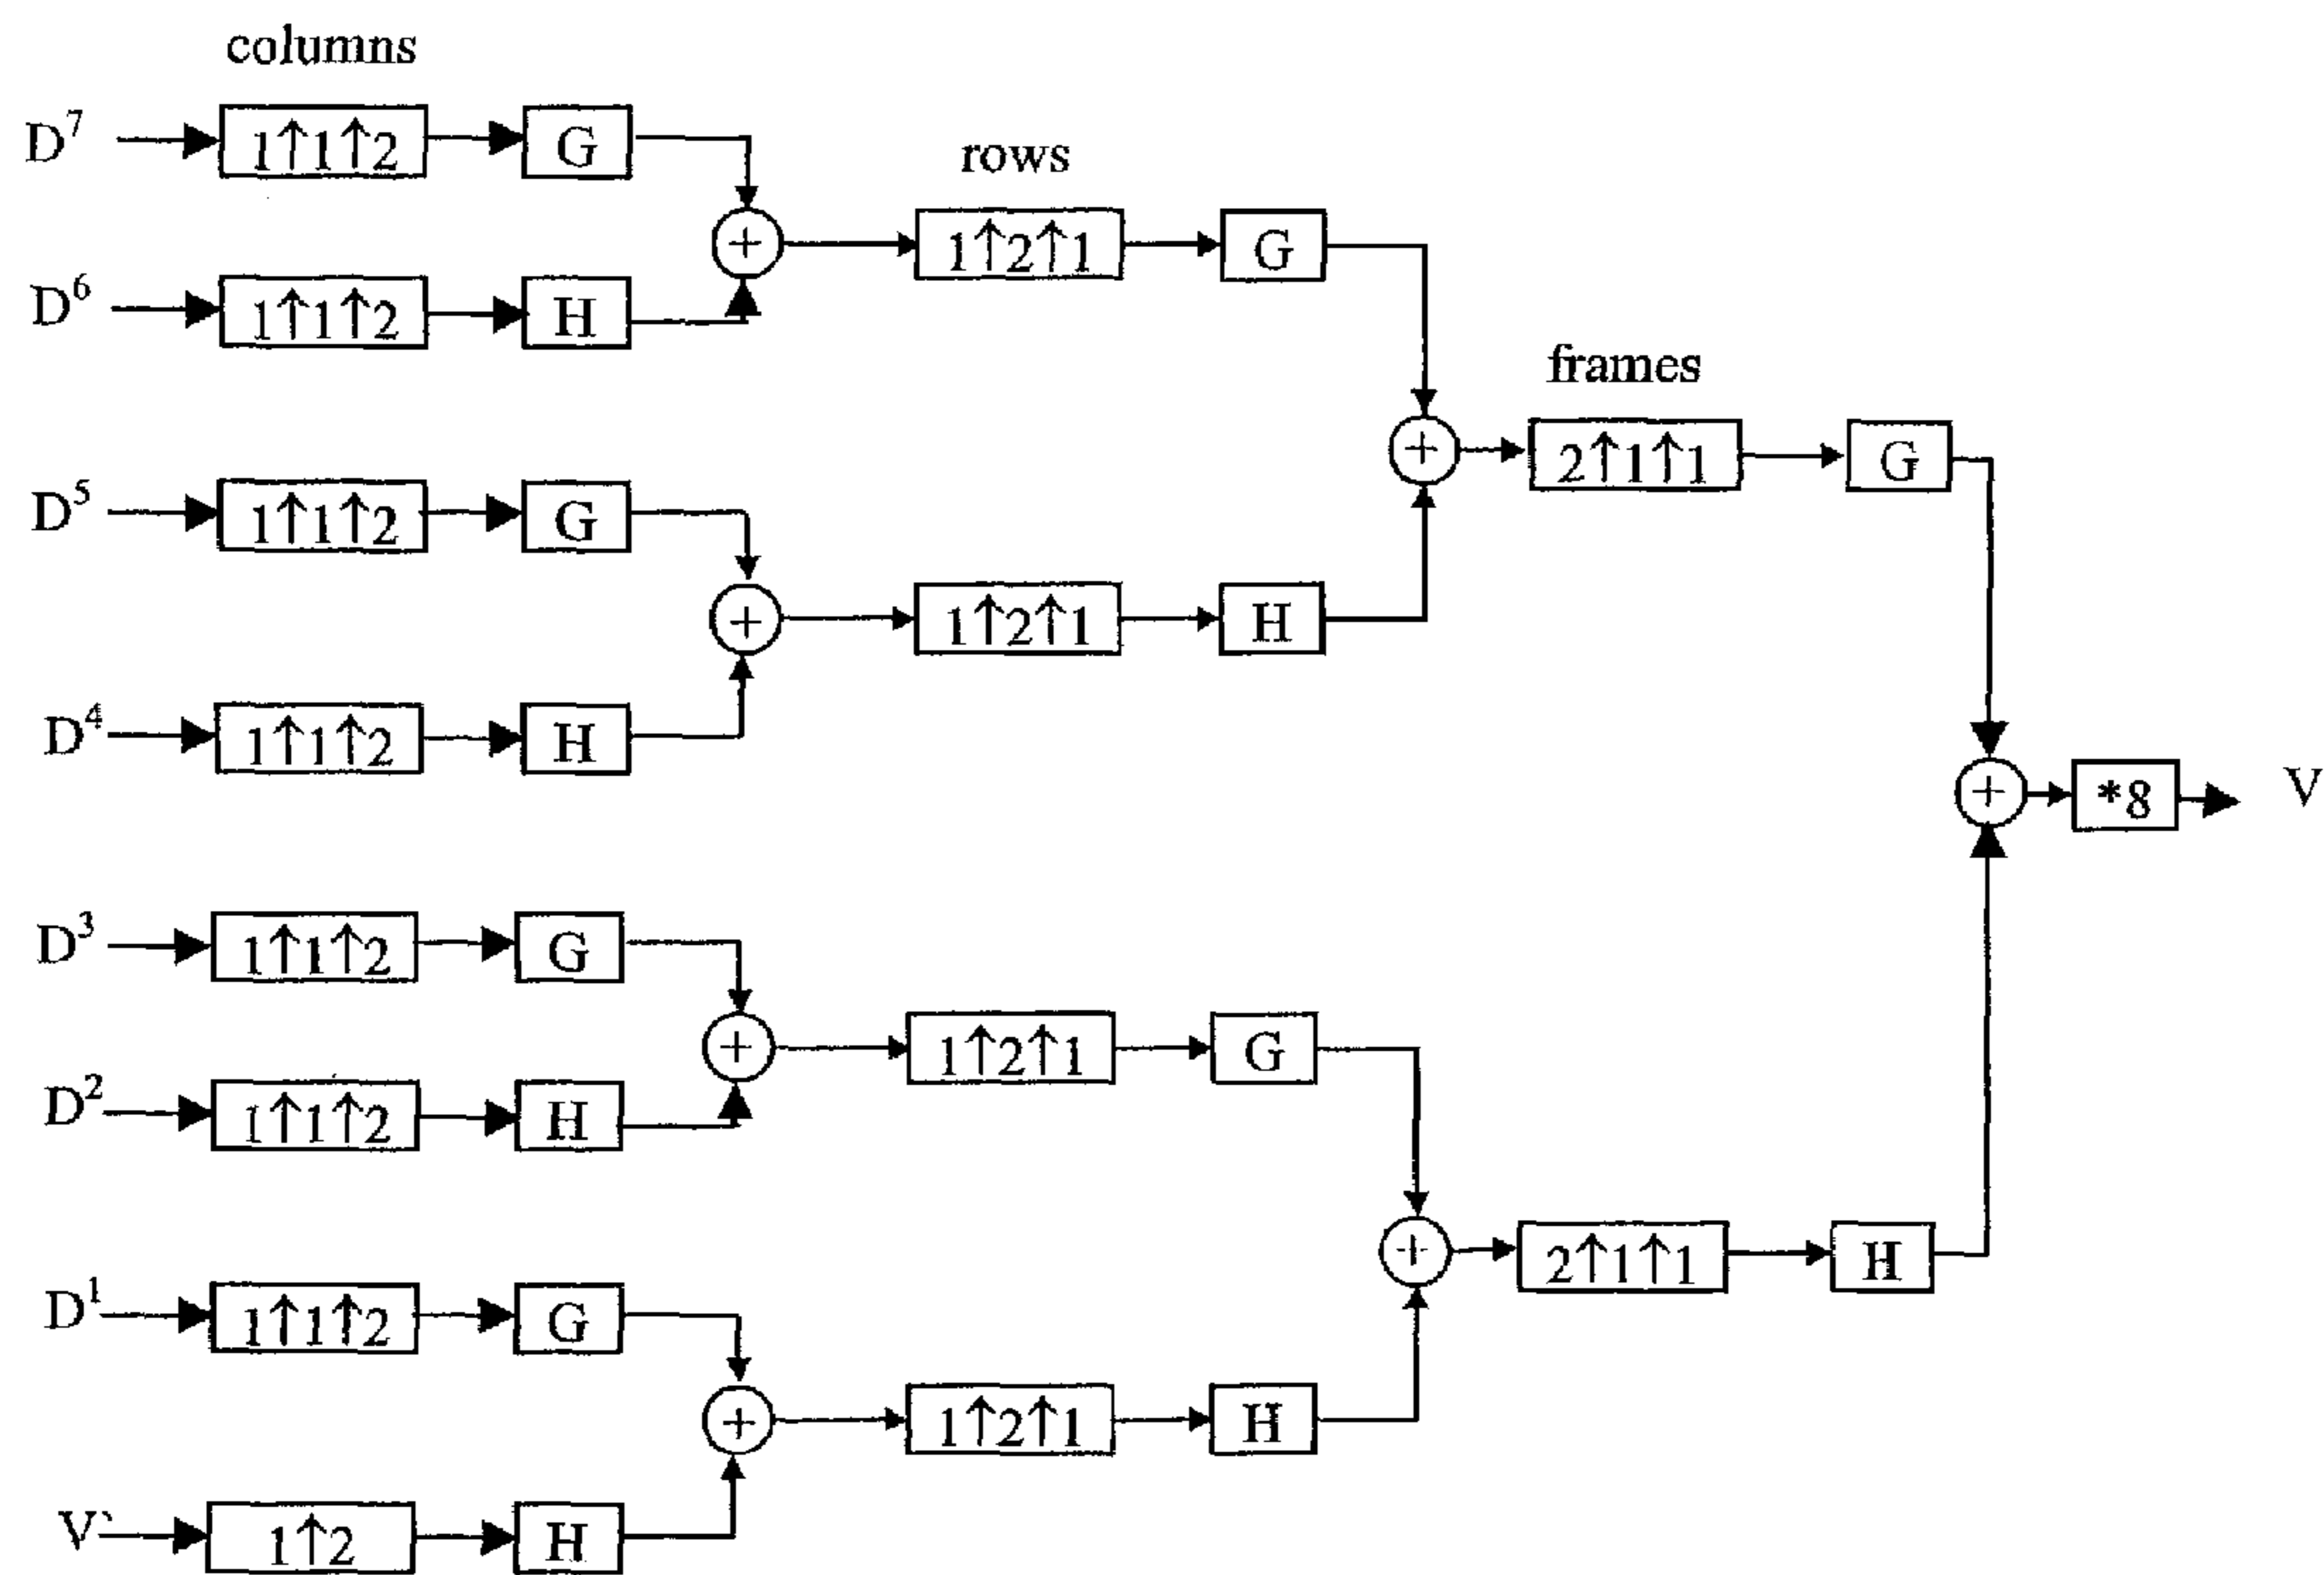 columns
D⁷ 1↑1↑2 G
rows
+ 1↑2↑1 G
D⁶ 1↑1↑2 H
frames
+ 2↑1↑1 G
D⁵ 1↑1↑2 G
+ 1↑2↑1 H
D⁴ 1↑1↑2 H
+ *8 V
D³ 1↑1↑2 G
+ 1↑2↑1 G
D² 1↑1↑2 H
+ 2↑1↑1 H
D¹ 1↑1↑2 G
+ 1↑2↑1 H
V` 1↑2 H